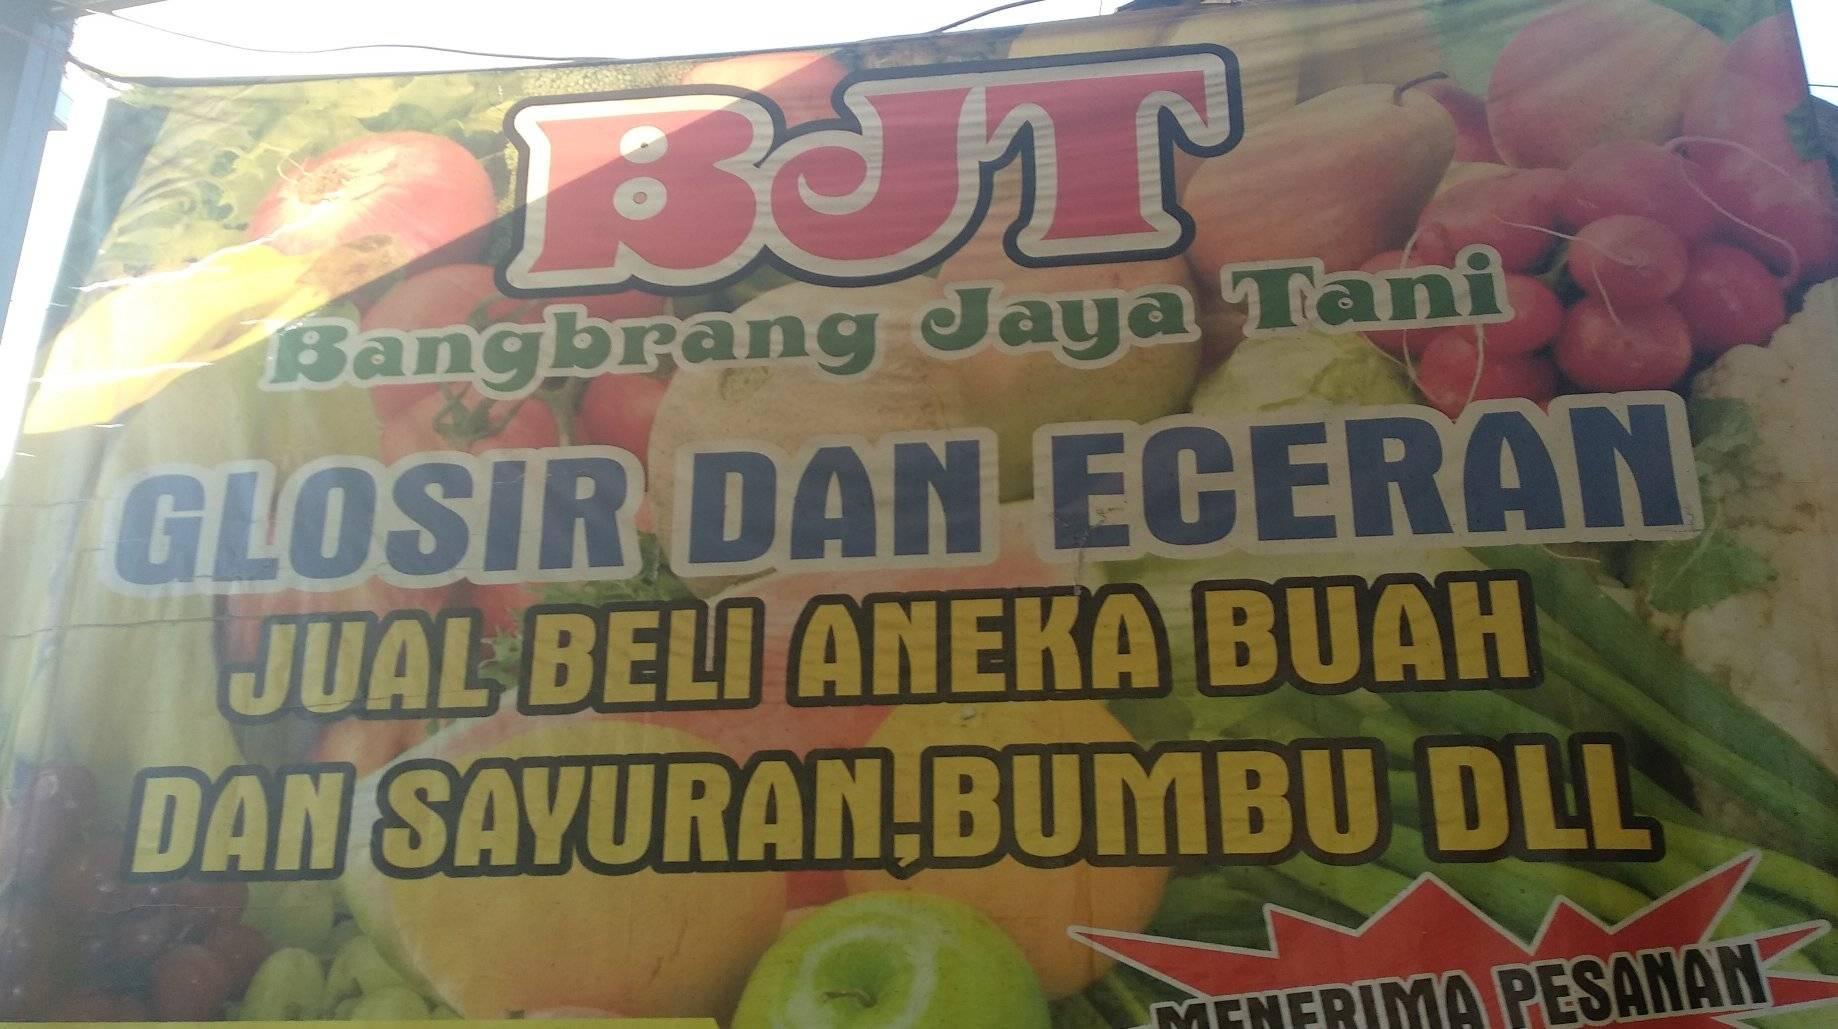 BJT
Bangbrang Jaya Tani
GLOSIR DAN ECERAN
JUAL BELI ANEKA BUAH
DAN SAYURAN,BUMBU DLL
MENERIMA PESANAN